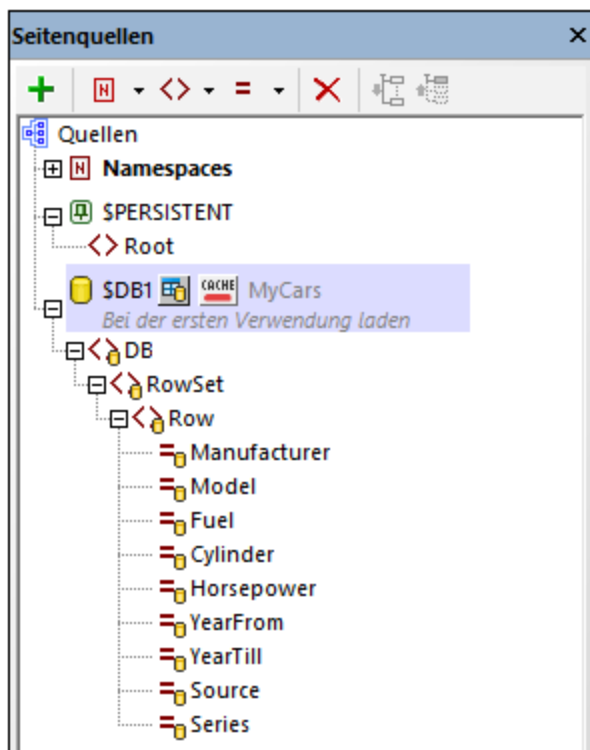 Seitenquellen
Quellen
Namespaces
$PERSISTENT
Root
$DB1 CACHE MyCars
Bei der ersten Verwendung laden
DB
RowSet
Row
Manufacturer
Model
Fuel
Cylinder
Horsepower
YearFrom
YearTill
Source
Series